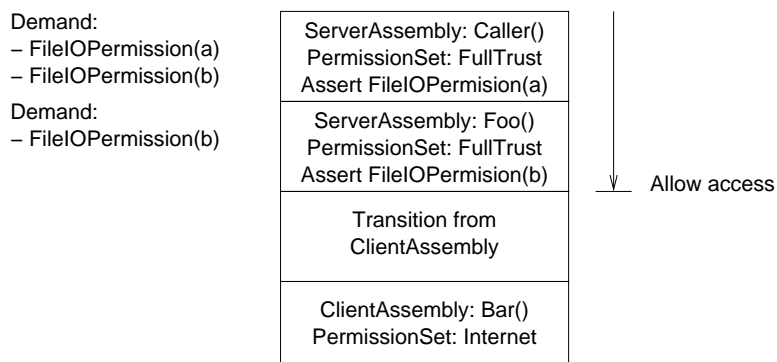 Demand:
– FileIOPermission(a)
– FileIOPermission(b)
Demand:
– FileIOPermission(b)
ServerAssembly: Caller()
PermissionSet: FullTrust
Assert FileIOPermision(a)
ServerAssembly: Foo()
PermissionSet: FullTrust
Assert FileIOPermision(b)
Allow access
Transition from
ClientAssembly
ClientAssembly: Bar()
PermissionSet: Internet